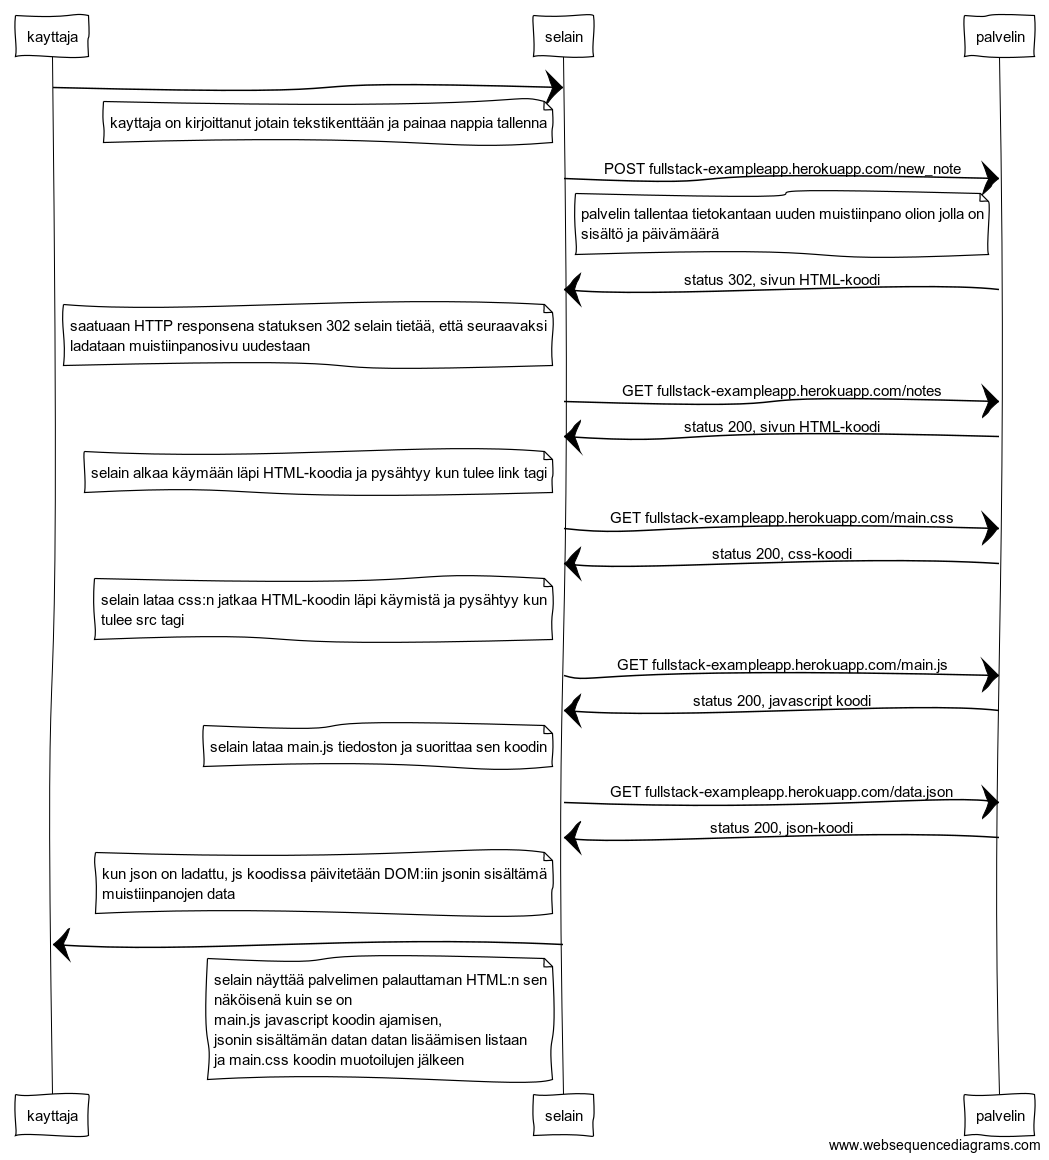 kayttaja
selain
palvelin
kayttaja on kirjoittanut jotain tekstikenttään ja painaa nappia tallenna
POST fullstack-exampleapp.herokuapp.com/new_note
palvelin tallentaa tietokantaan uuden muistiinpano olion jolla on
sisältö ja päivämäärä
status 302, sivun HTML-koodi
saatuaan HTTP responsena statuksen 302 selain tietää, että seuraavaksi
ladataan muistiinpanosivu uudestaan
GET fullstack-exampleapp.herokuapp.com/notes
status 200, sivun HTML-koodi
selain alkaa käymään läpi HTML-koodia ja pysähtyy kun tulee link tagi
GET fullstack-exampleapp.herokuapp.com/main.css
status 200, css-koodi
selain lataa css:n jatkaa HTML-koodin läpi käymistä ja pysähtyy kun
tulee src tagi
GET fullstack-exampleapp.herokuapp.com/main.js
status 200, javascript koodi
selain lataa main.js tiedoston ja suorittaa sen koodin
GET fullstack-exampleapp.herokuapp.com/data.json
status 200, json-koodi
kun json on ladattu, js koodissa päivitetään DOM:iin jsonin sisältämä
muistiinpanojen data
selain näyttää palvelimen palauttaman HTML:n sen
näköisenä kuin se on
main.js javascript koodin ajamisen,
jsonin sisältämän datan datan lisäämisen listaan
ja main.css koodin muotoilujen jälkeen
kayttaja
selain
palvelin
www.websequencediagrams.com